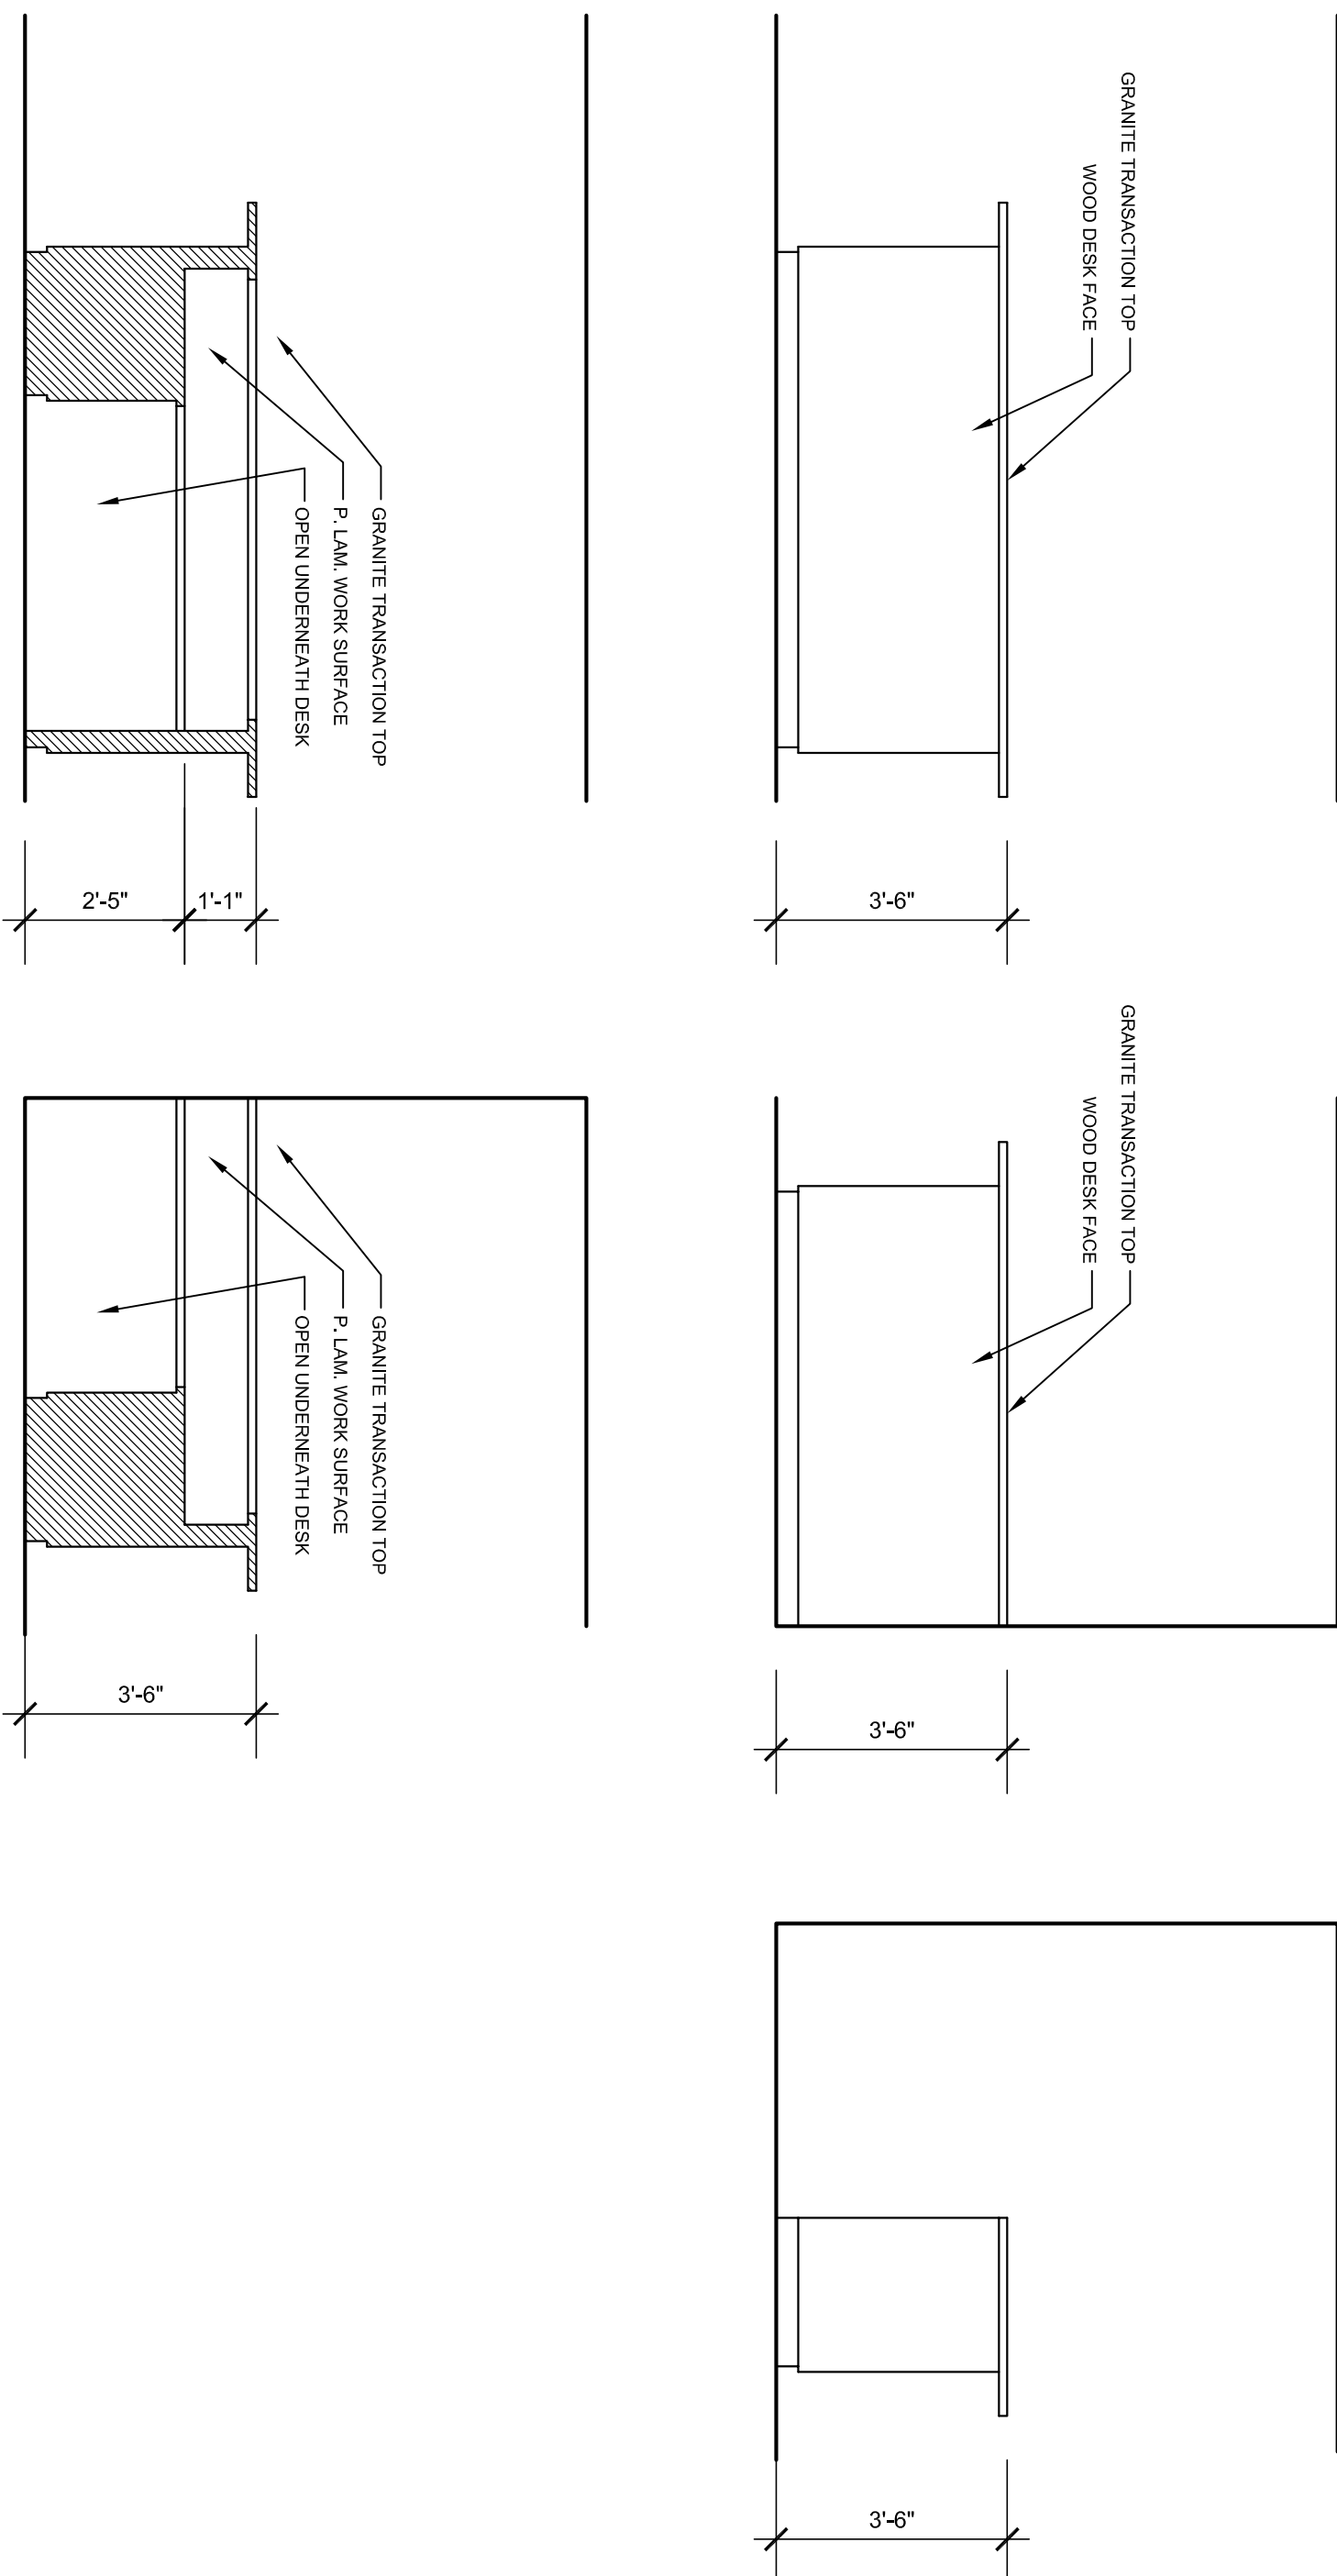 GRANITE TRANSACTION TOP
WOOD DESK FACE
3'-6"
GRANITE TRANSACTION TOP
WOOD DESK FACE
3'-6"
3'-6"
GRANITE TRANSACTION TOP
P. LAM. WORK SURFACE
OPEN UNDERNEATH DESK
1'-1"
2'-5"
GRANITE TRANSACTION TOP
P. LAM. WORK SURFACE
OPEN UNDERNEATH DESK
3'-6"